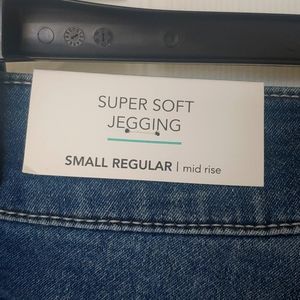 SUPER SOFT
JEGGING
SMALL REGULAR | mid rise